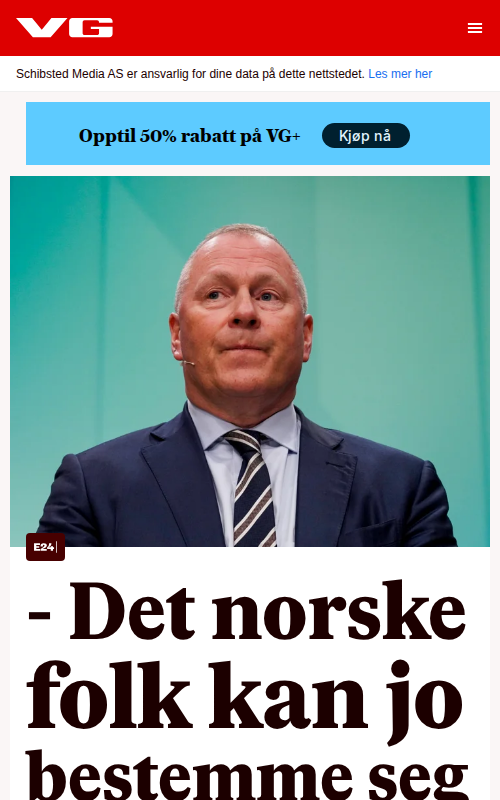 VG
Schibsted Media AS er ansvarlig for dine data på dette nettstedet. Les mer her
Opptil 50% rabatt på VG+ Kjøp nå
E24
- Det norske
folk kan jo
bestemme seg